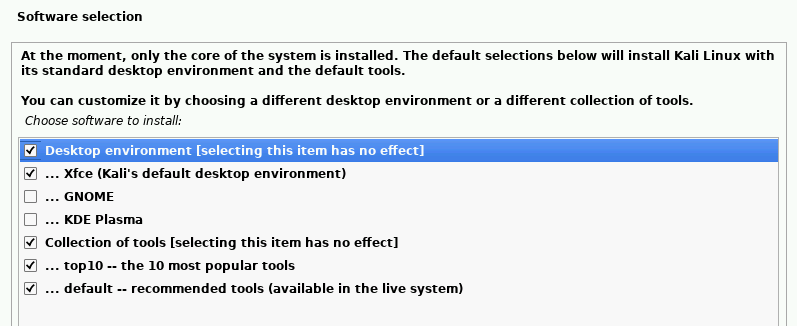 Software selection
At the moment, only the core of the system is installed. The default selections below will install Kali Linux with
its standard desktop environment and the default tools.
You can customize it by choosing a different desktop environment or a different collection of tools.
Choose software to install:
Desktop environment [selecting this item has no effect]
... Xfce (Kali's default desktop environment)
... GNOME
... KDE Plasma
Collection of tools [selecting this item has no effect]
... top10 -- the 10 most popular tools
... default -- recommended tools (available in the live system)